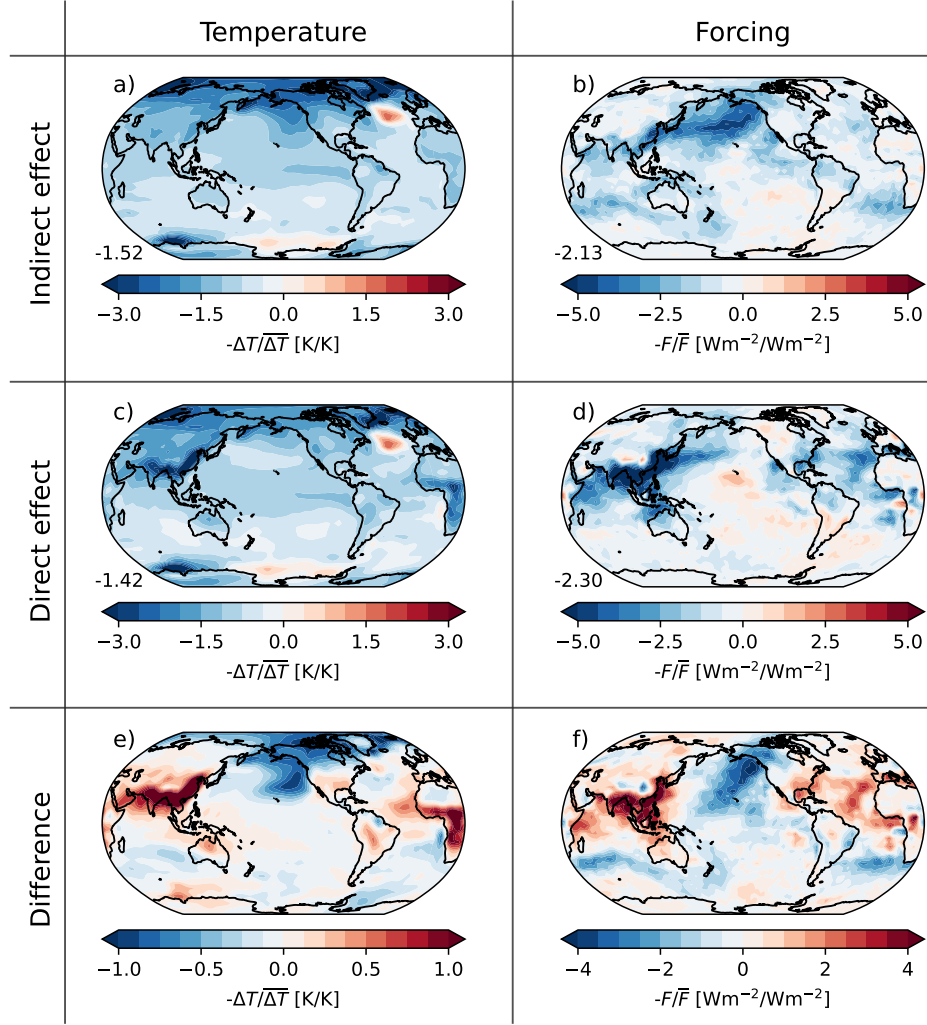 Temperature
Forcing
Indirect effect
a)
-1.52
−3.0 −1.5 0.0 1.5 3.0
-ΔT/ΔT̅ [K/K]
b)
-2.13
−5.0 −2.5 0.0 2.5 5.0
-F/F̅ [Wm⁻²/Wm⁻²]
Direct effect
c)
-1.42
−3.0 −1.5 0.0 1.5 3.0
-ΔT/ΔT̅ [K/K]
d)
-2.30
−5.0 −2.5 0.0 2.5 5.0
-F/F̅ [Wm⁻²/Wm⁻²]
Difference
e)
−1.0 −0.5 0.0 0.5 1.0
-ΔT/ΔT̅ [K/K]
f)
−4 −2 0 2 4
-F/F̅ [Wm⁻²/Wm⁻²]